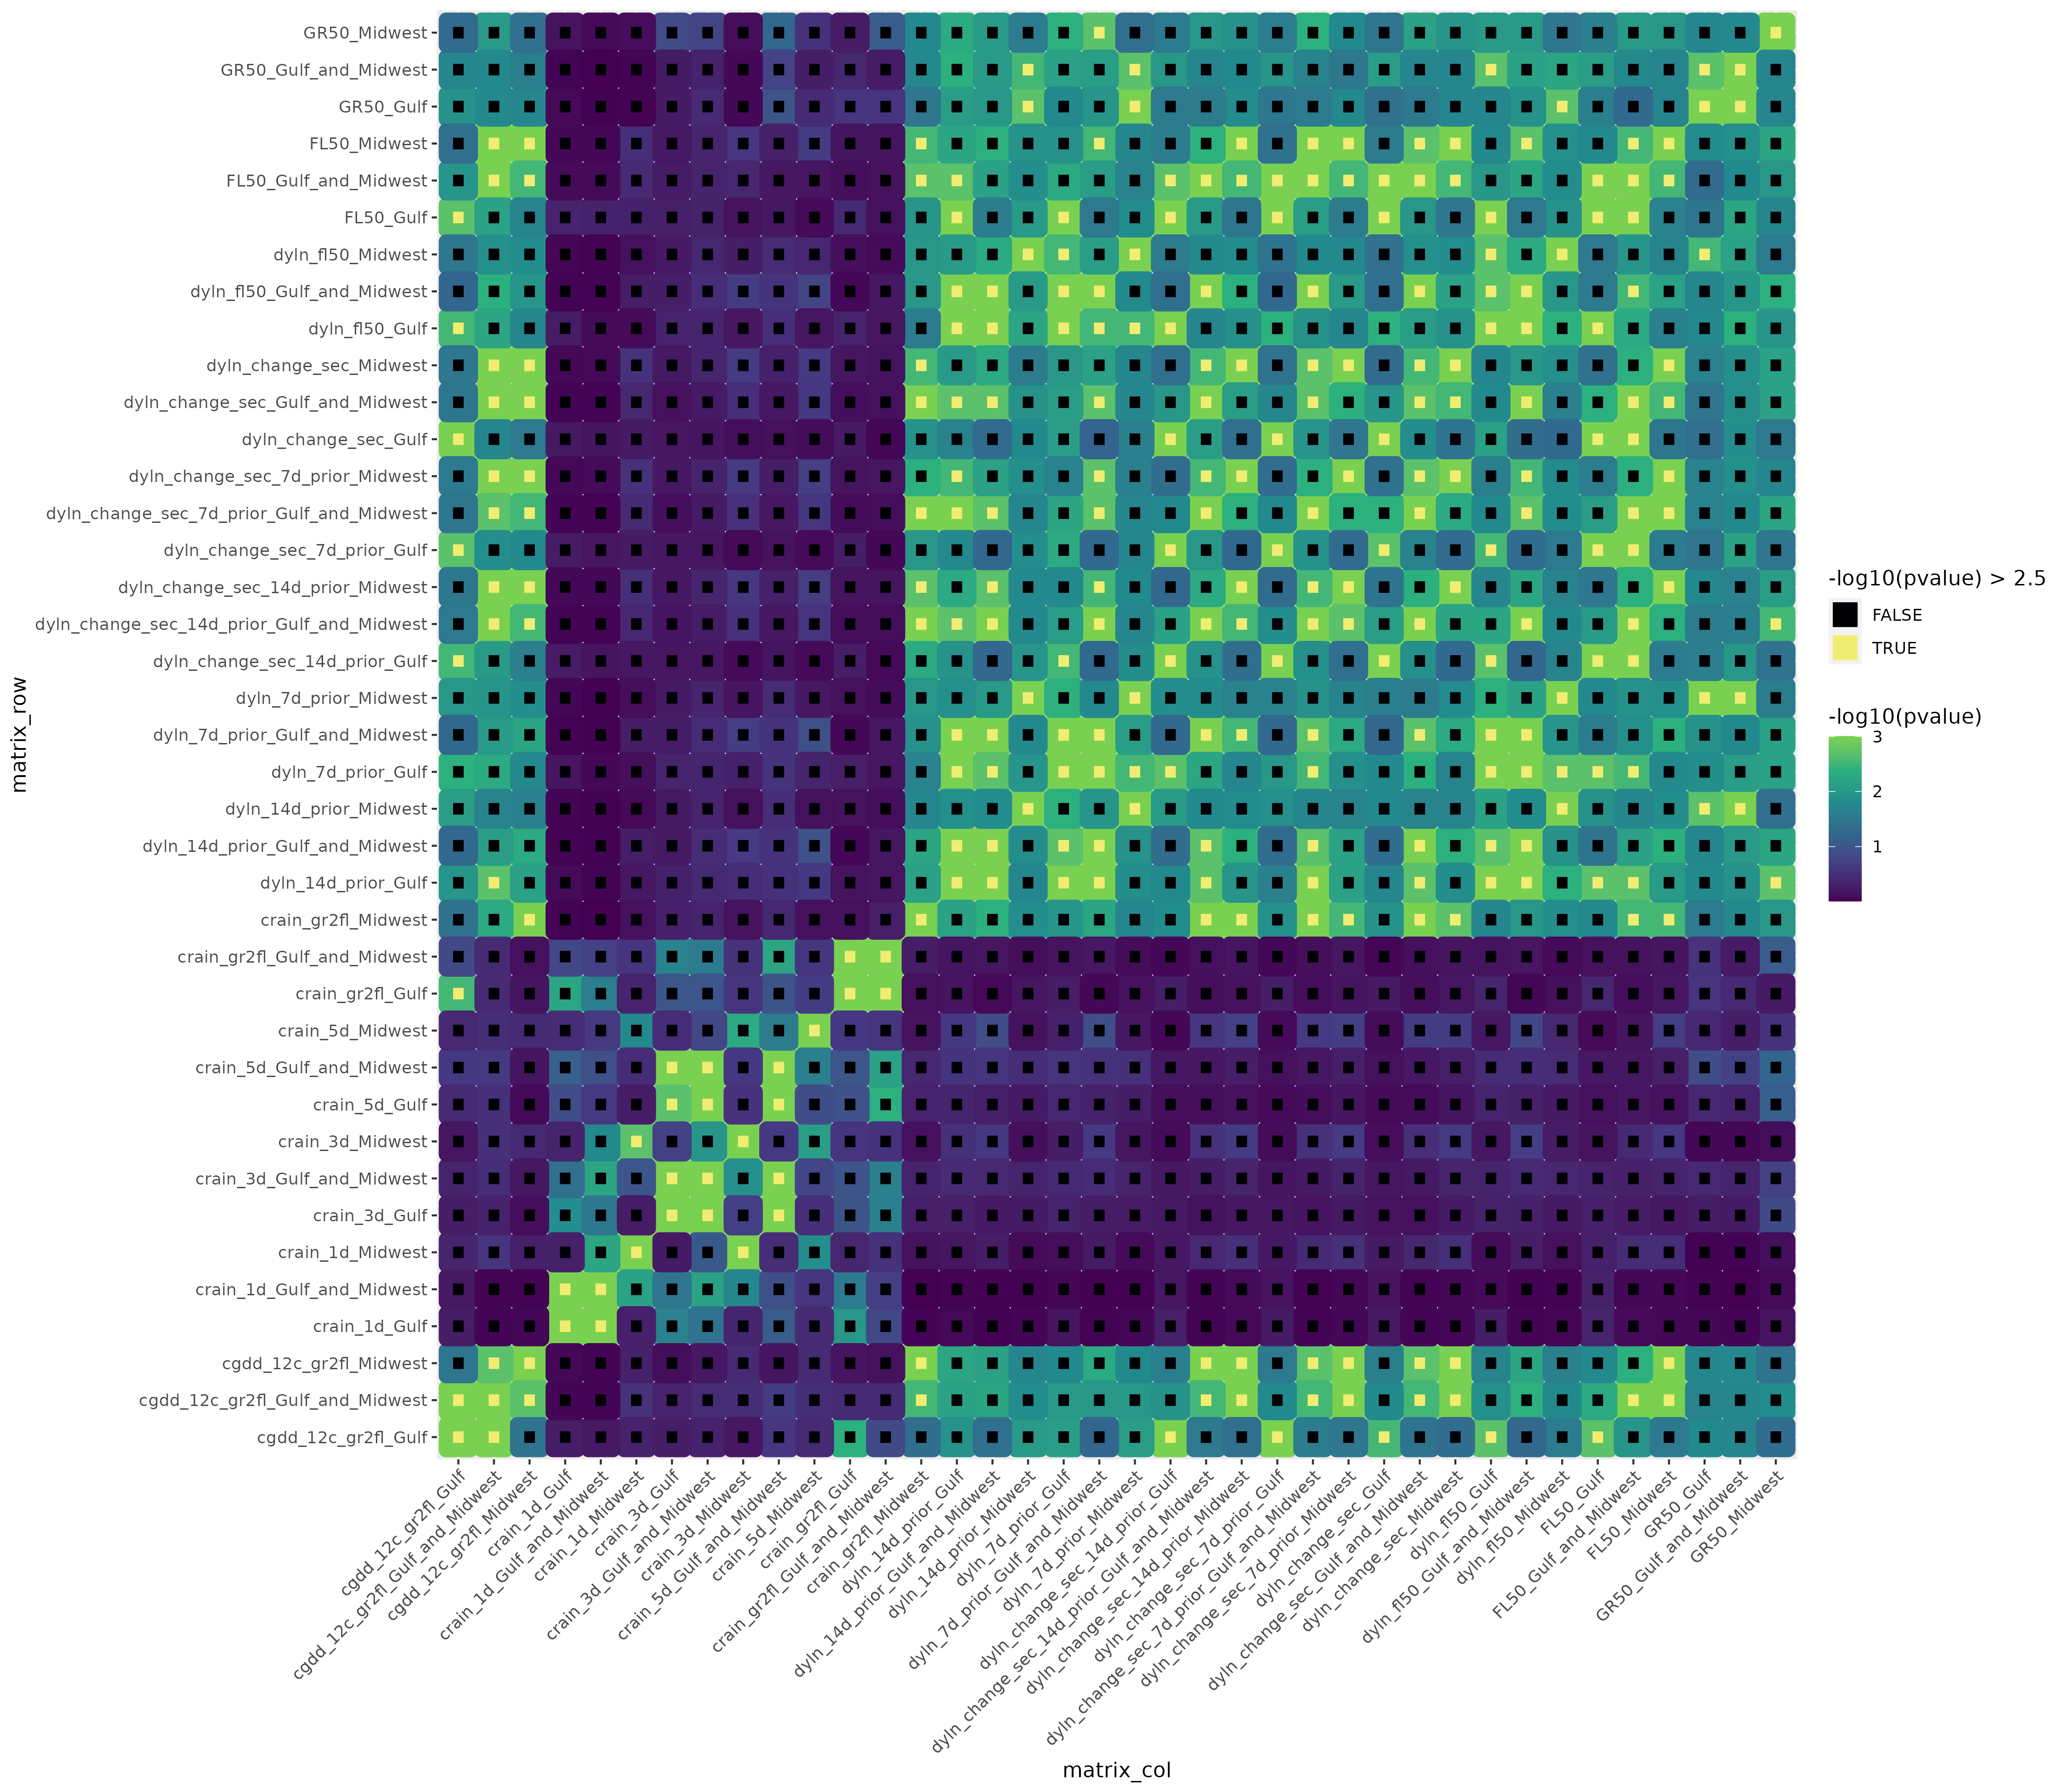 GR50_Midwest
GR50_Gulf_and_Midwest
GR50_Gulf
FL50_Midwest
FL50_Gulf_and_Midwest
FL50_Gulf
dyln_fl50_Midwest
dyln_fl50_Gulf_and_Midwest
dyln_fl50_Gulf
dyln_change_sec_Midwest
dyln_change_sec_Gulf_and_Midwest
dyln_change_sec_Gulf
dyln_change_sec_7d_prior_Midwest
dyln_change_sec_7d_prior_Gulf_and_Midwest
dyln_change_sec_7d_prior_Gulf
dyln_change_sec_14d_prior_Midwest
dyln_change_sec_14d_prior_Gulf_and_Midwest
dyln_change_sec_14d_prior_Gulf
dyln_7d_prior_Midwest
dyln_7d_prior_Gulf_and_Midwest
dyln_7d_prior_Gulf
dyln_14d_prior_Midwest
dyln_14d_prior_Gulf_and_Midwest
dyln_14d_prior_Gulf
crain_gr2fl_Midwest
crain_gr2fl_Gulf_and_Midwest
crain_gr2fl_Gulf
crain_5d_Midwest
crain_5d_Gulf_and_Midwest
crain_5d_Gulf
crain_3d_Midwest
crain_3d_Gulf_and_Midwest
crain_3d_Gulf
crain_1d_Midwest
crain_1d_Gulf_and_Midwest
crain_1d_Gulf
cgdd_12c_gr2fl_Midwest
cgdd_12c_gr2fl_Gulf_and_Midwest
cgdd_12c_gr2fl_Gulf
matrix_row
cgdd_12c_gr2fl_Gulf
cgdd_12c_gr2fl_Gulf_and_Midwest
cgdd_12c_gr2fl_Midwest
crain_1d_Gulf
crain_1d_Gulf_and_Midwest
crain_1d_Midwest
crain_3d_Gulf
crain_3d_Gulf_and_Midwest
crain_3d_Midwest
crain_5d_Gulf_and_Midwest
crain_5d_Midwest
crain_gr2fl_Gulf
crain_gr2fl_Gulf_and_Midwest
crain_gr2fl_Midwest
dyln_14d_prior_Gulf
dyln_14d_prior_Gulf_and_Midwest
dyln_14d_prior_Midwest
dyln_7d_prior_Gulf
dyln_7d_prior_Gulf_and_Midwest
dyln_7d_prior_Midwest
dyln_change_sec_14d_prior_Gulf
dyln_change_sec_14d_prior_Gulf_and_Midwest
dyln_change_sec_14d_prior_Midwest
dyln_change_sec_7d_prior_Gulf
dyln_change_sec_7d_prior_Gulf_and_Midwest
dyln_change_sec_7d_prior_Midwest
dyln_change_sec_Gulf
dyln_change_sec_Gulf_and_Midwest
dyln_change_sec_Midwest
dyln_fl50_Gulf
dyln_fl50_Gulf_and_Midwest
dyln_fl50_Midwest
FL50_Gulf
FL50_Gulf_and_Midwest
FL50_Midwest
GR50_Gulf
GR50_Gulf_and_Midwest
GR50_Midwest
matrix_col
-log10(pvalue) > 2.5
FALSE
TRUE
-log10(pvalue)
3
2
1